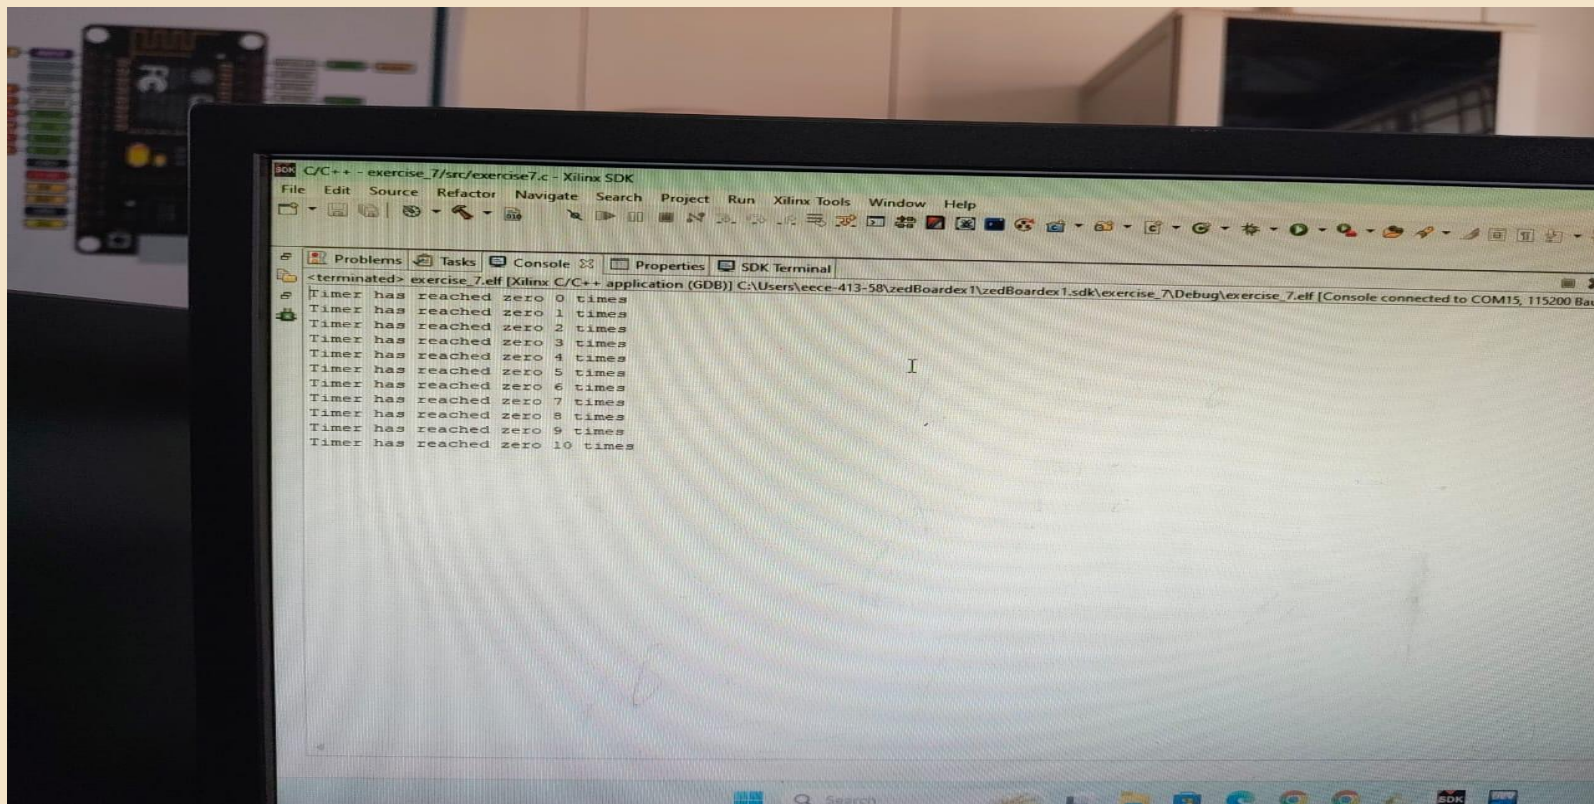 SDK C/C++ - exercise_7/src/exercise7.c - Xilinx SDK
File Edit Source Refactor Navigate Search Project Run Xilinx Tools Window Help
Problems Tasks Console Properties SDK Terminal
<terminated> exercise_7.elf [Xilinx C/C++ application (GDB)] C:\Users\eece-413-58\zedBoardex1\zedBoardex1.sdk\exercise_7\Debug\exercise_7.elf [Console connected to COM15, 115200 Bau
Timer has reached zero 0 times
Timer has reached zero 1 times
Timer has reached zero 2 times
Timer has reached zero 3 times
Timer has reached zero 4 times
Timer has reached zero 5 times
Timer has reached zero 6 times
Timer has reached zero 7 times
Timer has reached zero 8 times
Timer has reached zero 9 times
Timer has reached zero 10 times
Search
SDK